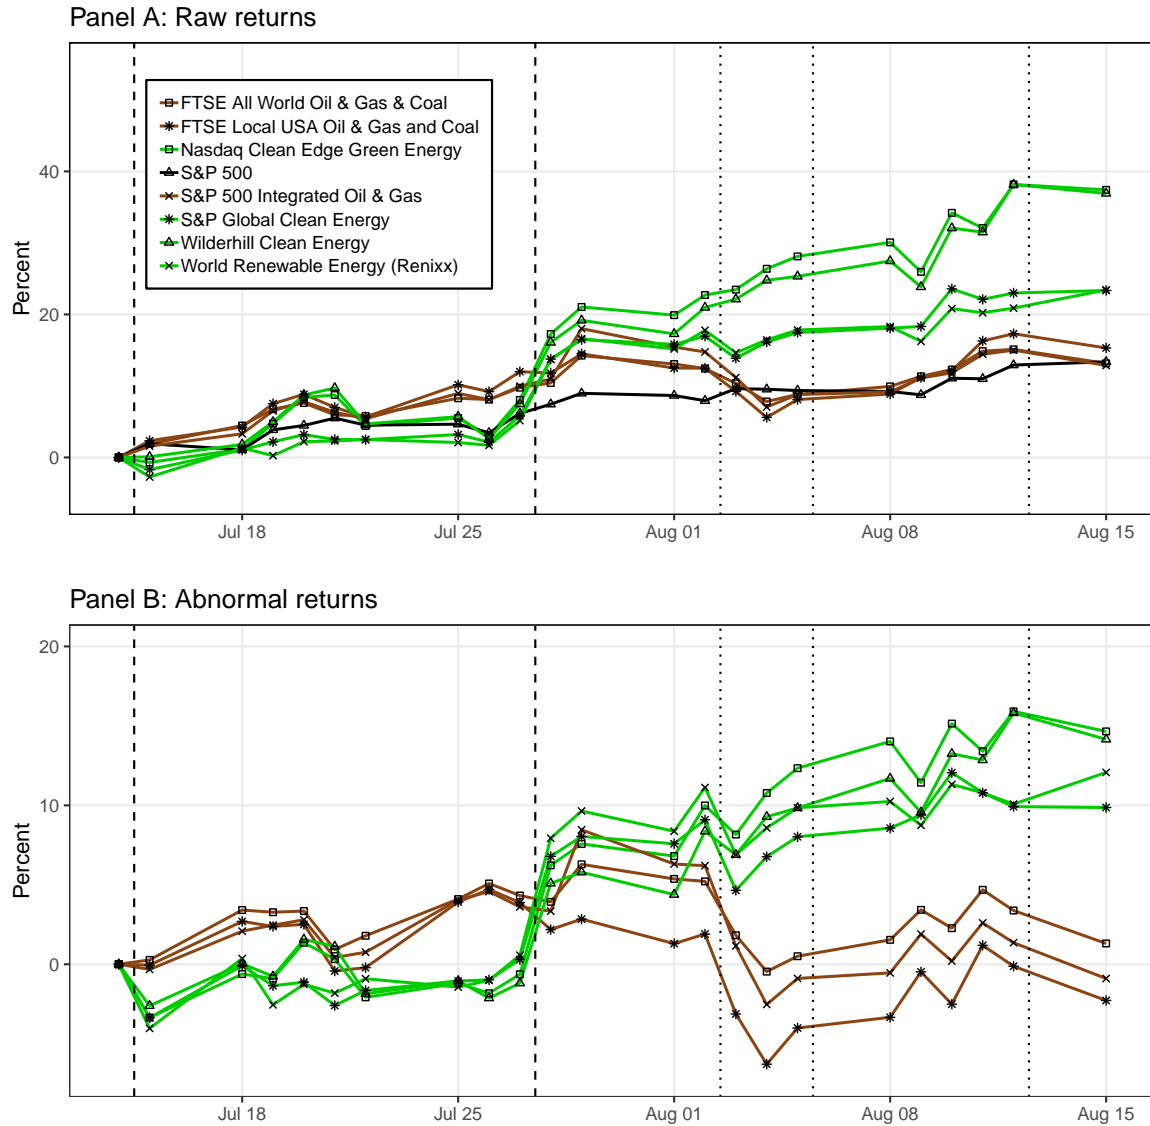 Panel A: Raw returns
Percent
40
20
0
FTSE All World Oil & Gas & Coal
FTSE Local USA Oil & Gas and Coal
Nasdaq Clean Edge Green Energy
S&P 500
S&P 500 Integrated Oil & Gas
S&P Global Clean Energy
Wilderhill Clean Energy
World Renewable Energy (Renixx)
Jul 18 Jul 25 Aug 01 Aug 08 Aug 15
Panel B: Abnormal returns
Percent
20
10
0
Jul 18 Jul 25 Aug 01 Aug 08 Aug 15